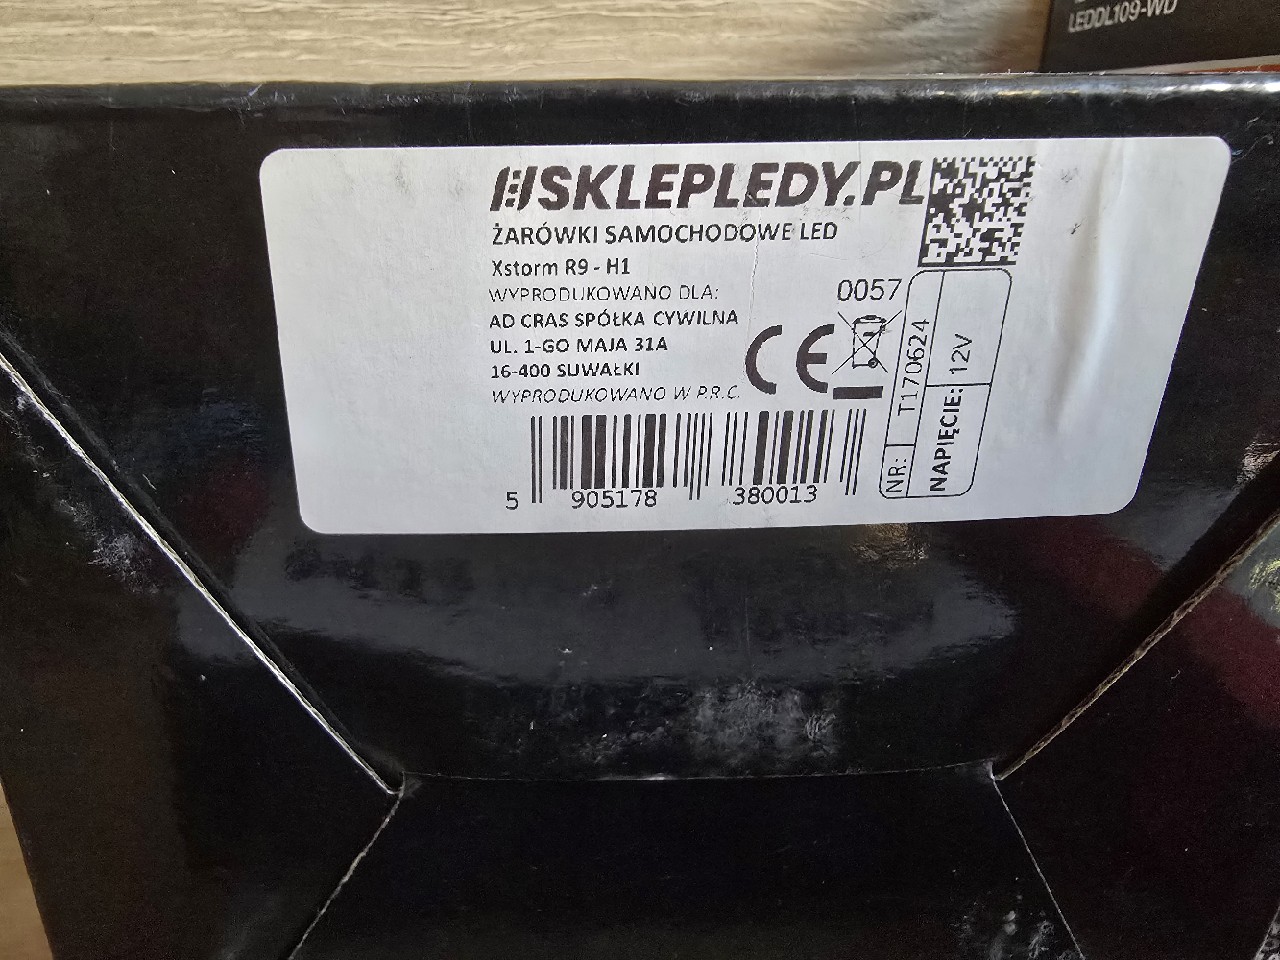 LEDDL109-WD
SKLEPLEDY.PL
ŻARÓWKI SAMOCHODOWE LED
Xstorm R9 - H1
WYPRODUKOWANO DLA:
AD CRAS SPÓŁKA CYWILNA
UL. 1-GO MAJA 31A
16-400 SUWAŁKI
WYPRODUKOWANO W P.R.C.
0057
CE
NR.: T170624
NAPIĘCIE: 12V
5 905178 380013